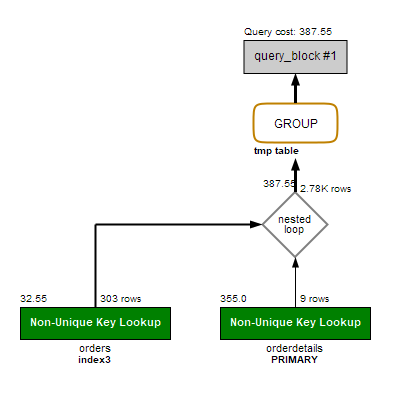 Query cost: 387.55
query_block #1
GROUP
tmp table
387.55
2.78K rows
nested
loop
32.55
303 rows
355.0
9 rows
Non-Unique Key Lookup
Non-Unique Key Lookup
orders
index3
orderdetails
PRIMARY